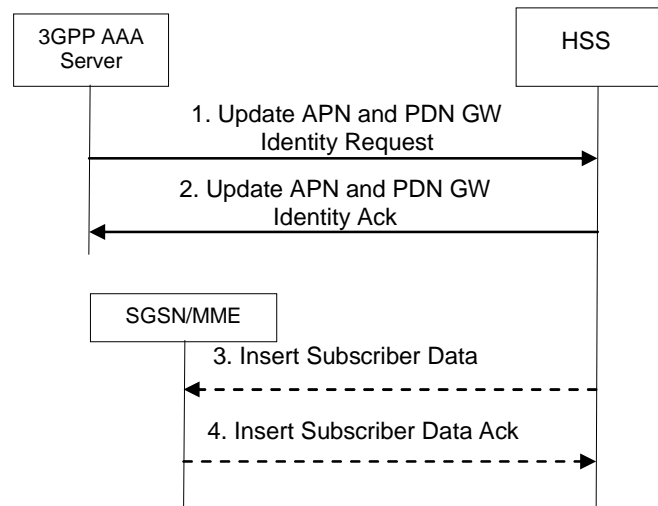 3GPP AAA
Server
HSS
1. Update APN and PDN GW
Identity Request
2. Update APN and PDN GW
Identity Ack
SGSN/MME
3. Insert Subscriber Data
4. Insert Subscriber Data Ack